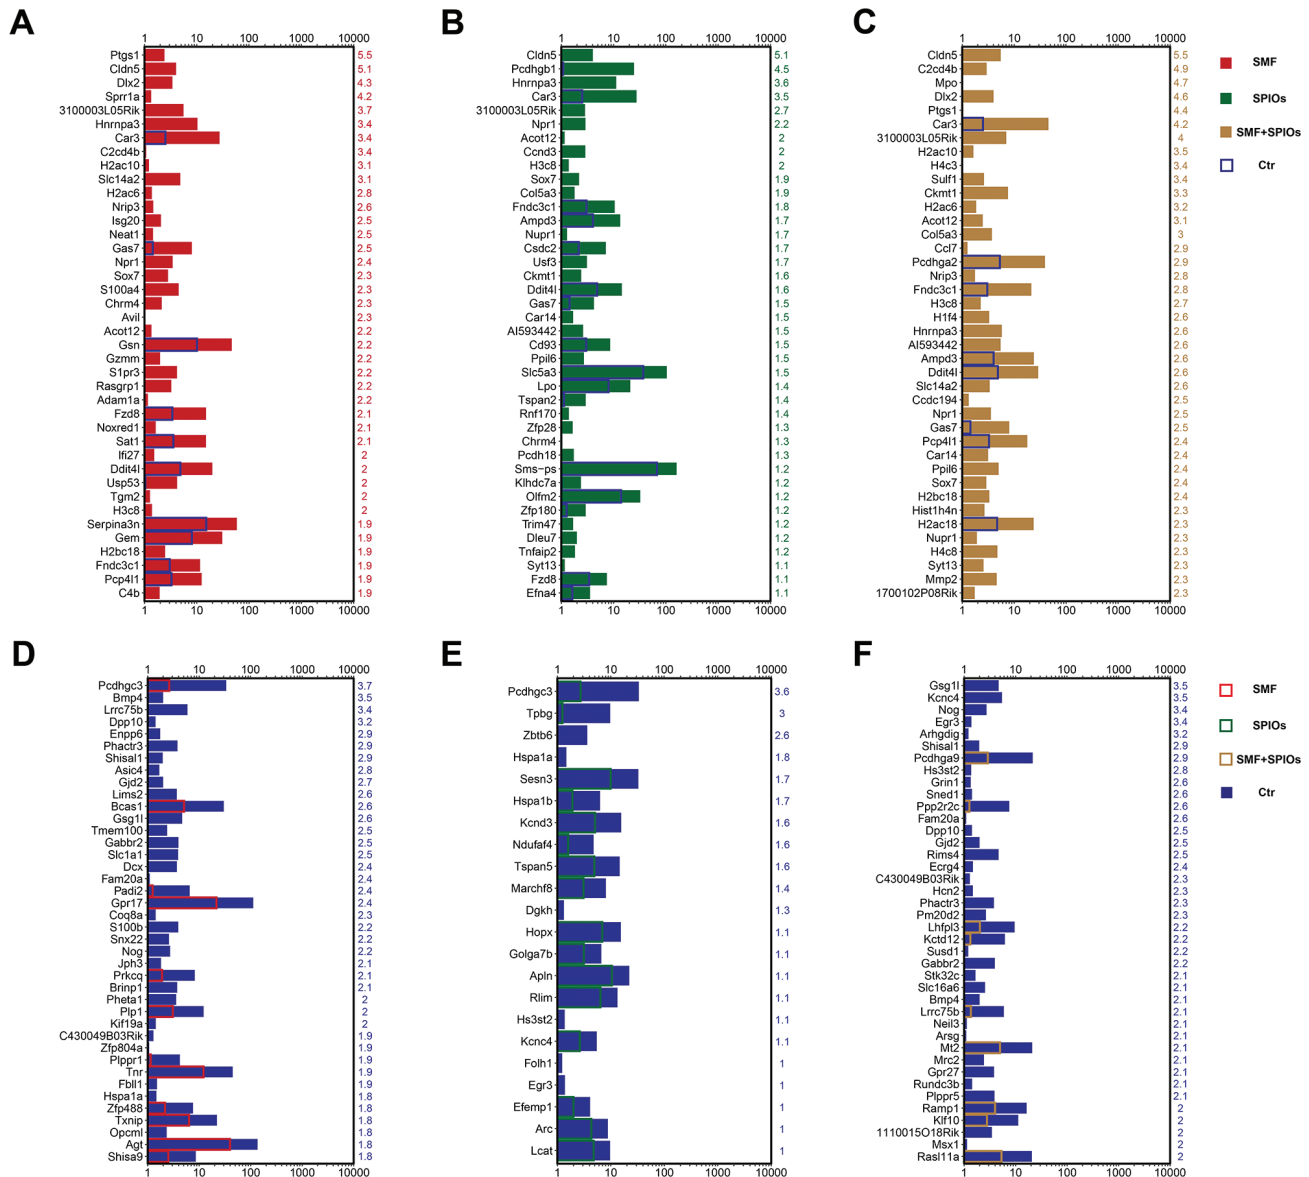 A
B
C
1 10 100 1000 10000
1 10 100 1000 10000
1 10 100 1000 10000
Ptgs1 5.5
Cldn5 5.1
Dlx2 4.3
Sprr1a 4.2
3100003L05Rik 3.7
Hnrnpa3 3.4
Car3 3.4
C2cd4b 3.4
H2ac10 3.1
Slc14a2 3.1
H2ac6 2.8
Nrip3 2.6
Isg20 2.5
Neat1 2.5
Gas7 2.5
Npr1 2.4
Sox7 2.3
S100a4 2.3
Chrm4 2.3
Avil 2.3
Acot12 2.2
Gsn 2.2
Gzmm 2.2
S1pr3 2.2
Rasgrp1 2.2
Adam1a 2.2
Fzd8 2.1
Noxred1 2.1
Sat1 2.1
Ifi27 2
Ddit4l 2
Usp53 2
Tgm2 2
H3c8 2
Serpina3n 1.9
Gem 1.9
H2bc18 1.9
Fndc3c1 1.9
Pcp4l1 1.9
C4b 1.9
1 10 100 1000 10000
Cldn5 5.1
Pcdhgb1 4.5
Hnrnpa3 3.6
Car3 3.5
3100003L05Rik 2.7
Npr1 2.2
Acot12 2
Ccnd3 2
H3c8 2
Sox7 1.9
Col5a3 1.9
Fndc3c1 1.8
Ampd3 1.7
Nupr1 1.7
Csdc2 1.7
Usf3 1.7
Ckmt1 1.6
Ddit4l 1.6
Gas7 1.5
Car14 1.5
AI593442 1.5
Cd93 1.5
Ppil6 1.5
Slc5a3 1.5
Lpo 1.4
Tspan2 1.4
Rnf170 1.4
Zfp28 1.3
Chrm4 1.3
Pcdh18 1.3
Sms-ps 1.2
Klhdc7a 1.2
Olfm2 1.2
Zfp180 1.2
Trim47 1.2
Dleu7 1.2
Tnfaip2 1.2
Syt13 1.1
Fzd8 1.1
Efna4 1.1
1 10 100 1000 10000
Cldn5 5.5
C2cd4b 4.9
Mpo 4.7
Dlx2 4.6
Ptgs1 4.4
Car3 4.2
3100003L05Rik 4
H2ac10 3.5
H4c3 3.4
Sulf1 3.4
Ckmt1 3.3
H2ac6 3.2
Acot12 3.1
Col5a3 3
Ccl7 2.9
Pcdhga2 2.9
Nrip3 2.8
Fndc3c1 2.8
H3c8 2.7
H1f4 2.6
Hnrnpa3 2.6
AI593442 2.6
Ampd3 2.6
Ddit4l 2.6
Slc14a2 2.6
Ccdc194 2.5
Npr1 2.5
Gas7 2.5
Pcp4l1 2.4
Car14 2.4
Ppil6 2.4
Sox7 2.4
H2bc18 2.4
Hist1h4n 2.3
H2ac18 2.3
Nupr1 2.3
H4c8 2.3
Syt13 2.3
Mmp2 2.3
1700102P08Rik 2.3
1 10 100 1000 10000
SMF
SPIOs
SMF+SPIOs
Ctr
D
E
F
1 10 100 1000 10000
1 10 100 1000 10000
1 10 100 1000 10000
Pcdhgc3 3.7
Bmp4 3.5
Lrrc75b 3.4
Dpp10 3.2
Enpp6 2.9
Phactr3 2.9
Shisal1 2.9
Asic4 2.8
Gjd2 2.7
Lims2 2.6
Bcas1 2.6
Gsg1l 2.6
Tmem100 2.5
Gabbr2 2.5
Slc1a1 2.5
Dcx 2.4
Fam20a 2.4
Padi2 2.4
Gpr17 2.4
Coq8a 2.3
S100b 2.2
Snx22 2.2
Nog 2.2
Jph3 2.1
Prkcq 2.1
Brinp1 2.1
Pheta1 2
Plp1 2
Kif19a 2
C430049B03Rik 1.9
Zfp804a 1.9
Plppr1 1.9
Tnr 1.9
Fbll1 1.9
Hspa1a 1.8
Zfp488 1.8
Txnip 1.8
Opcml 1.8
Agt 1.8
Shisa9 1.8
1 10 100 1000 10000
Pcdhgc3 3.6
Tpbg 3
Zbtb6 2.6
Hspa1a 1.8
Sesn3 1.7
Hspa1b 1.7
Kcnd3 1.6
Ndufaf4 1.6
Tspan5 1.6
Marchf8 1.4
Dgkh 1.3
Hopx 1.1
Golga7b 1.1
Apln 1.1
Rlim 1.1
Hs3st2 1.1
Kcnc4 1.1
Folh1 1
Egr3 1
Efemp1 1
Arc 1
Lcat 1
1 10 100 1000 10000
Gsg1l 3.5
Kcnc4 3.5
Nog 3.4
Egr3 3.4
Arhgdig 3.2
Shisal1 2.9
Pcdhga9 2.9
Hs3st2 2.8
Grin1 2.6
Sned1 2.6
Ppp2r2c 2.6
Fam20a 2.6
Dpp10 2.5
Gjd2 2.5
Rims4 2.5
Ecrg4 2.4
C430049B03Rik 2.3
Hcn2 2.3
Phactr3 2.3
Pm20d2 2.3
Lhfpl3 2.2
Kctd12 2.2
Susd1 2.2
Gabbr2 2.2
Stk32c 2.1
Slc16a6 2.1
Bmp4 2.1
Lrrc75b 2.1
Neil3 2.1
Arsg 2.1
Mt2 2.1
Mrc2 2.1
Gpr27 2.1
Rundc3b 2.1
Plppr5 2.1
Ramp1 2
Klf10 2
1110015O18Rik 2
Msx1 2
Rasl11a 2
1 10 100 1000 10000
SMF
SPIOs
SMF+SPIOs
Ctr